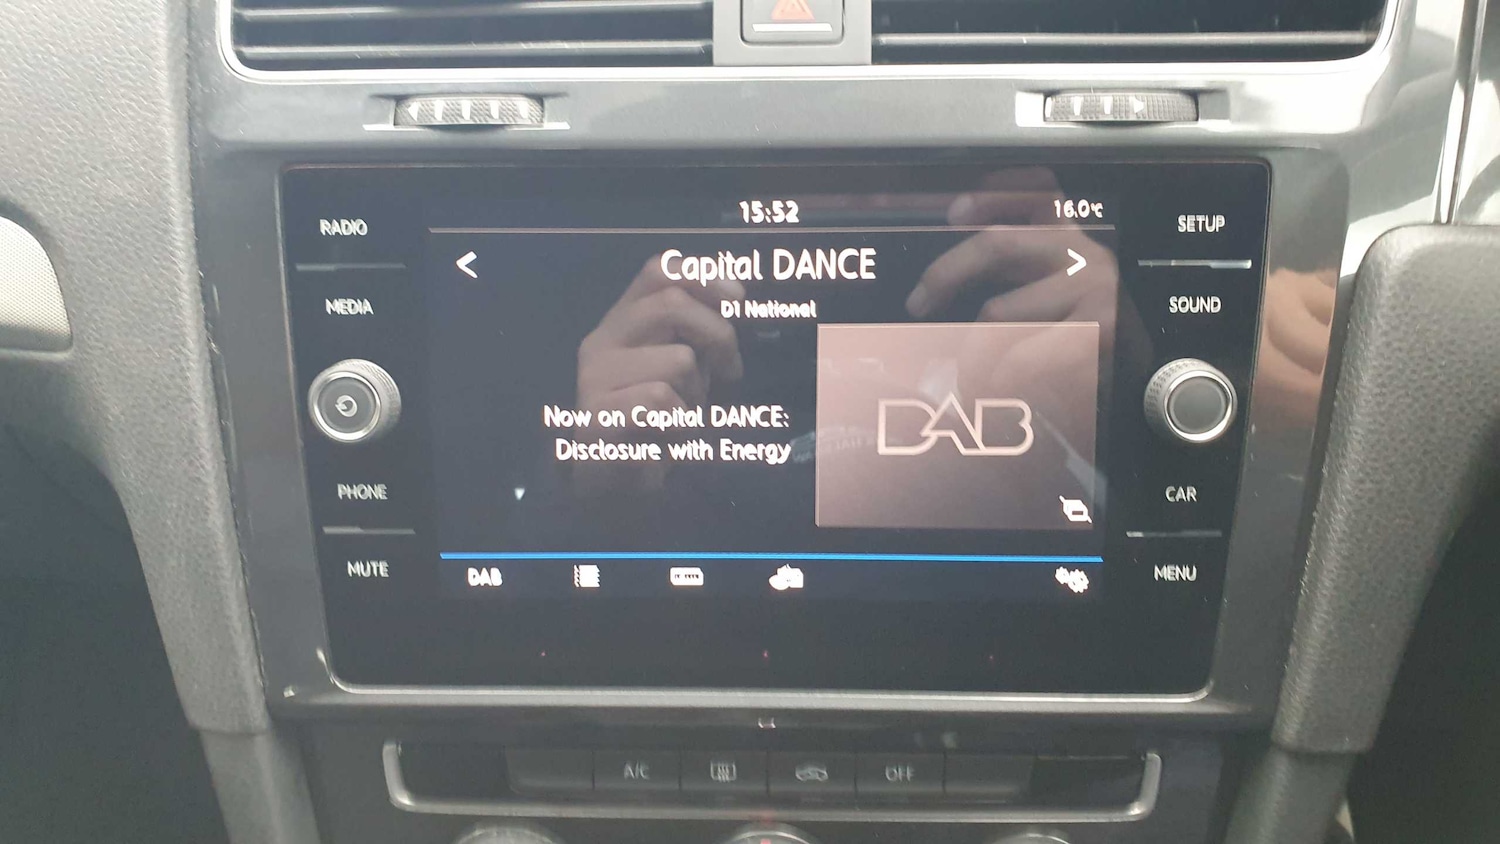 15:52
16.0°C
RADIO
SETUP
< Capital DANCE >
D1 National
MEDIA
SOUND
Now on Capital DANCE:
Disclosure with Energy
DAB
PHONE
CAR
MUTE
DAB
MENU
A/C
OFF